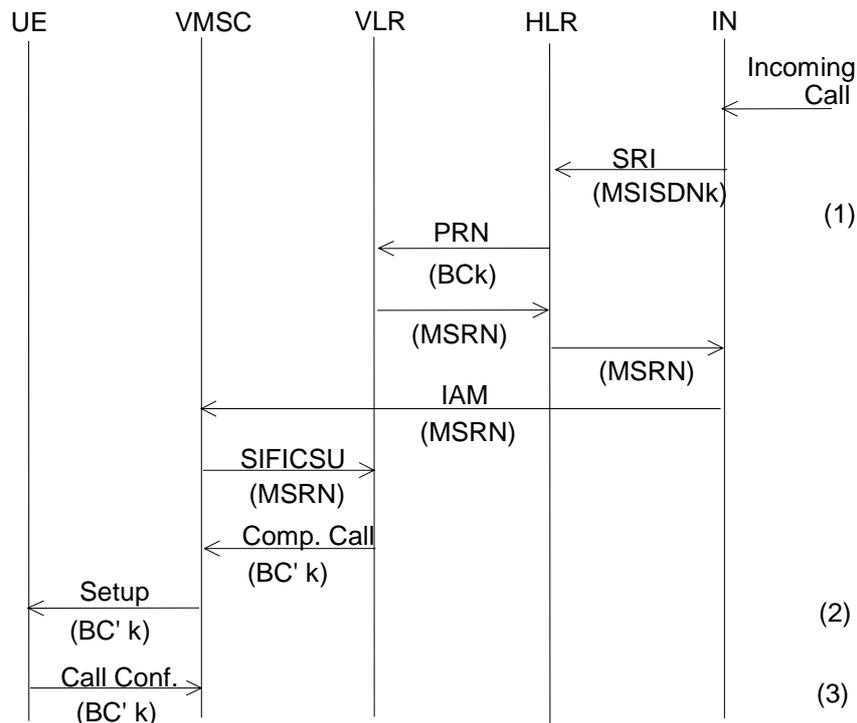 UE VMSC VLR HLR IN
Incoming
Call
SRI
(MSISDNk)
(1)
PRN
(BCk)
(MSRN)
(MSRN)
IAM
(MSRN)
SIFICSU
(MSRN)
Comp. Call
(BC' k)
Setup
(BC' k)
(2)
Call Conf.
(BC' k)
(3)